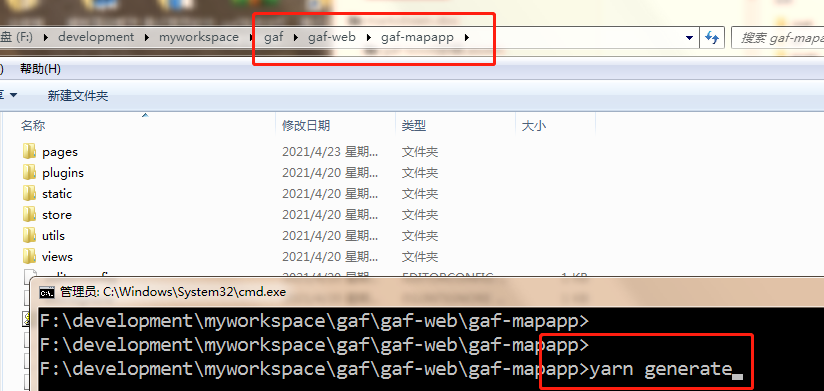 盘 (F:) ▸ development ▸ myworkspace ▸ gaf ▸ gaf-web ▸ gaf-mapapp ▸ 搜索 gaf-mapap
) 帮助(H)
享 ▾ 新建文件夹
名称 修改日期 类型 大小
pages 2021/4/23 星期... 文件夹
plugins 2021/4/20 星期... 文件夹
static 2021/4/20 星期... 文件夹
store 2021/4/20 星期... 文件夹
utils 2021/4/20 星期... 文件夹
views 2021/4/20 星期... 文件夹
管理员: C:\Windows\System32\cmd.exe
F:\development\myworkspace\gaf\gaf-web\gaf-mapapp>
F:\development\myworkspace\gaf\gaf-web\gaf-mapapp>
F:\development\myworkspace\gaf\gaf-web\gaf-mapapp>yarn generate_